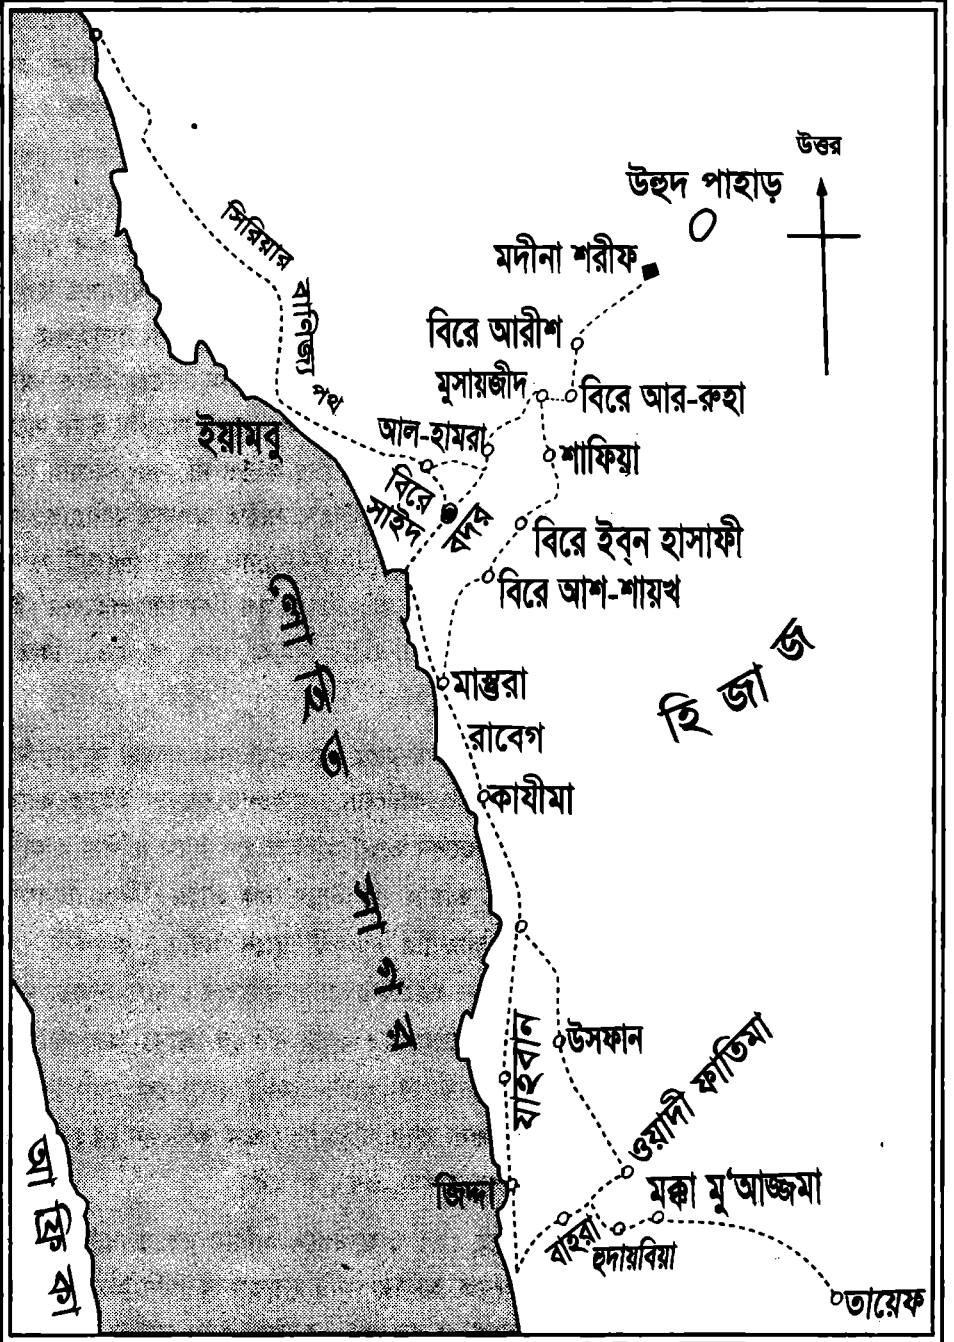 উত্তর
উহুদ পাহাড়
মদীনা শরীফ
সিরিয়ার বাণিজ্য পথ
বিরে আরীশ
মুসায়জীদ
বিরে আর-রুহা
ইয়ামবু
আল-হামরা
শাফিয়া
বিরে
সাইদ
বদর
বিরে ইব্‌ন হাসাফী
বিরে আশ-শায়খ
লোহিত সাগর
হিজাজ
মাস্তুরা
রাবেগ
কাযীমা
যাহবান
উসফান
ওয়াদী ফাতিমা
জিদ্দা
মক্কা মু'আজ্জমা
বাহরা
হুদায়বিয়া
তায়েফ
আফ্রিকা